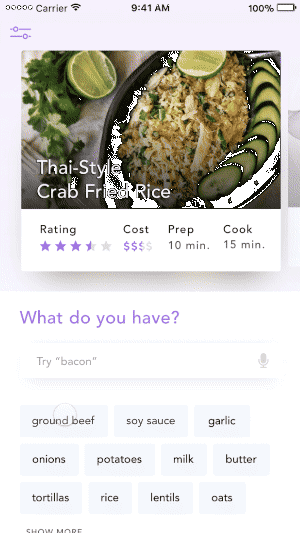 Carrier 9:41 AM 100%
Thai-Style
Crab Fried Rice
Rating Cost Prep Cook
$$$$ 10 min. 15 min.
What do you have?
Try “bacon”
ground beef soy sauce garlic
onions potatoes milk butter
tortillas rice lentils oats
SHOW MORE